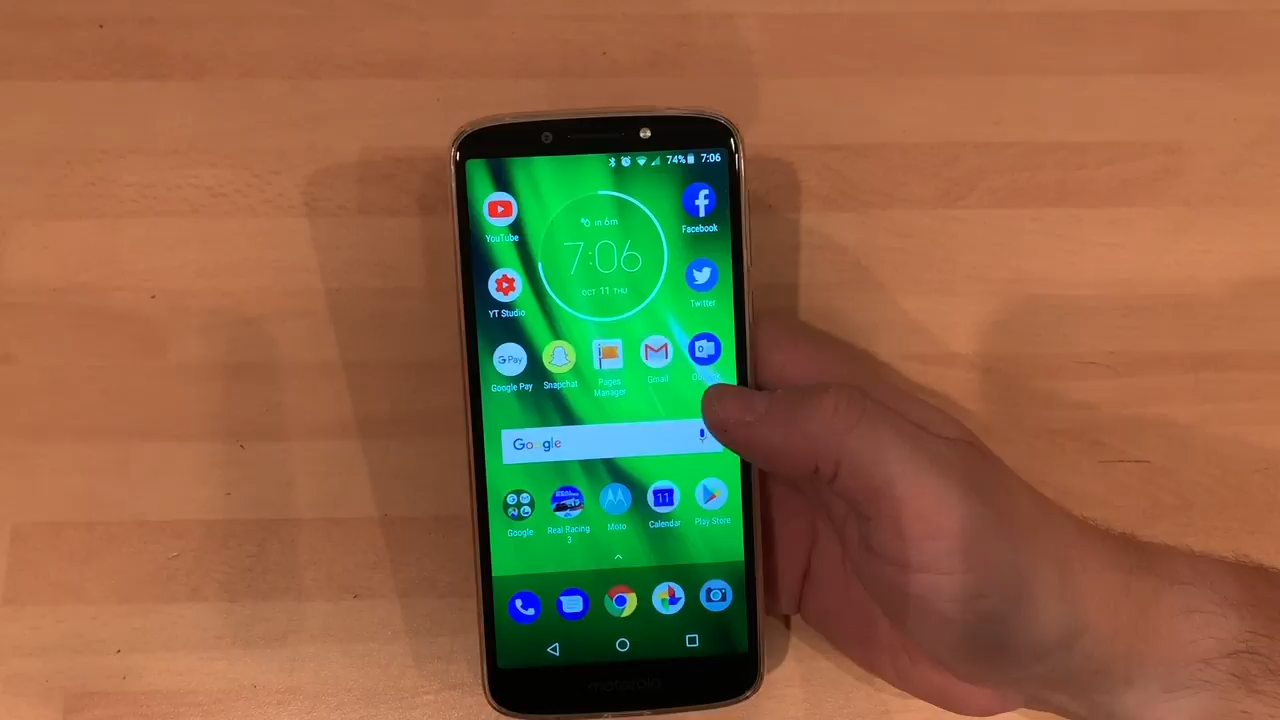 74% 7:06
YouTube
in 6m
7:06
OCT 11 THU
Facebook
YT Studio
Twitter
G Pay
Google Pay
Snapchat
Pages
Manager
Gmail
Google
Google
Real Racing
3
Moto
11
Calendar
Play Store
motorola